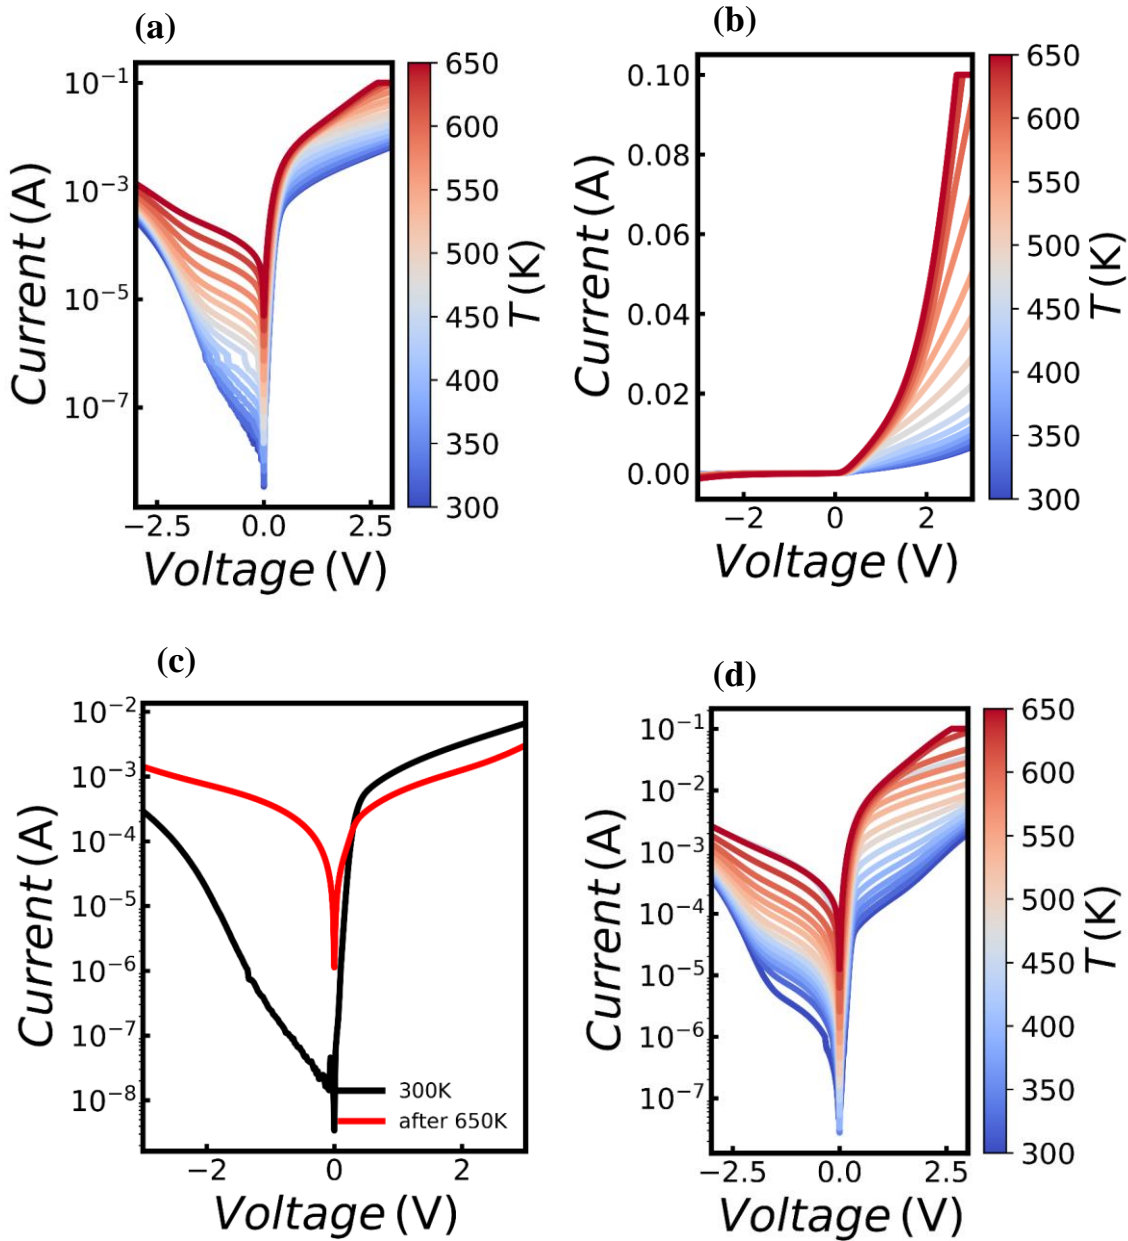 (a)
10⁻¹
10⁻³
10⁻⁵
10⁻⁷
Current (A)
−2.5 0.0 2.5
Voltage (V)
650
600
550
500
450
400
350
300
T (K)
(b)
0.10
0.08
0.06
0.04
0.02
0.00
Current (A)
−2 0 2
Voltage (V)
650
600
550
500
450
400
350
300
T (K)
(c)
10⁻²
10⁻³
10⁻⁴
10⁻⁵
10⁻⁶
10⁻⁷
10⁻⁸
Current (A)
300K
after 650K
−2 0 2
Voltage (V)
(d)
10⁻¹
10⁻²
10⁻³
10⁻⁴
10⁻⁵
10⁻⁶
10⁻⁷
Current (A)
−2.5 0.0 2.5
Voltage (V)
650
600
550
500
450
400
350
300
T (K)